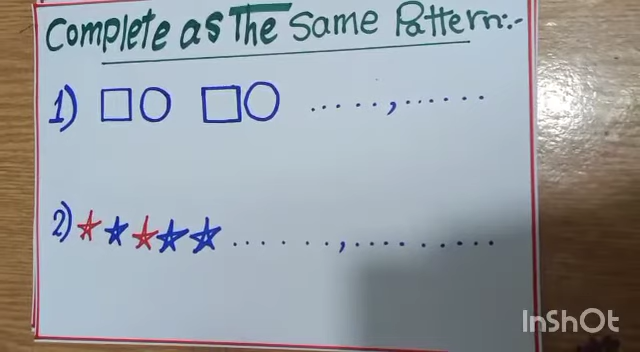 Complete as The Same Pattern:-
1) ......,......
2) ......,......
InShOt